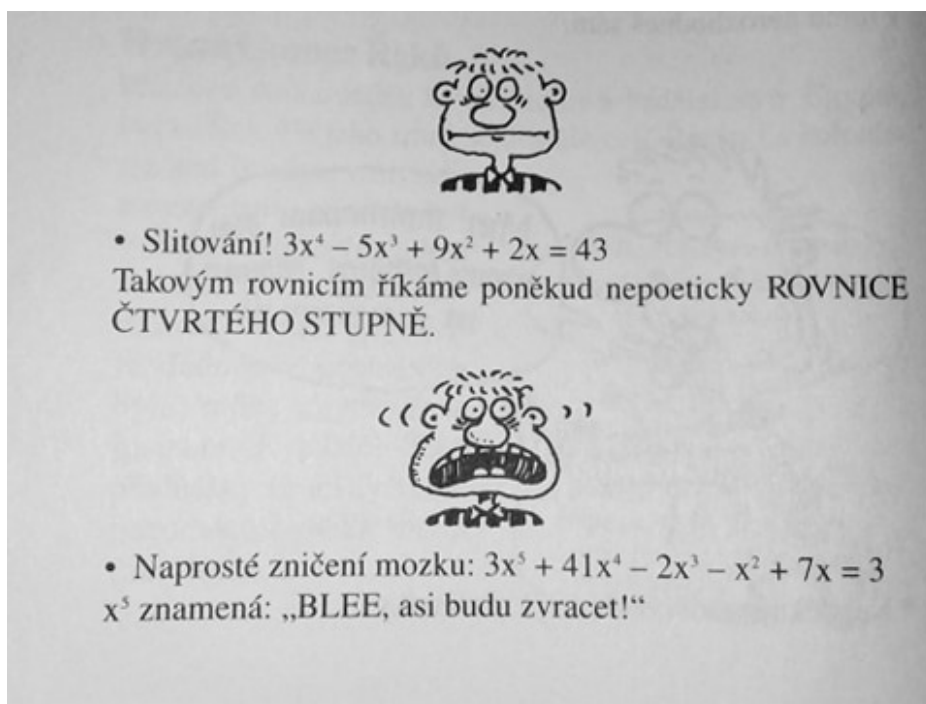 • Slitování! 3x⁴ – 5x³ + 9x² + 2x = 43
Takovým rovnicím říkáme poněkud nepoeticky ROVNICE
ČTVRTÉHO STUPNĚ.
• Naprosté zničení mozku: 3x⁵ + 41x⁴ – 2x³ – x² + 7x = 3
x⁵ znamená: „BLEE, asi budu zvracet!“